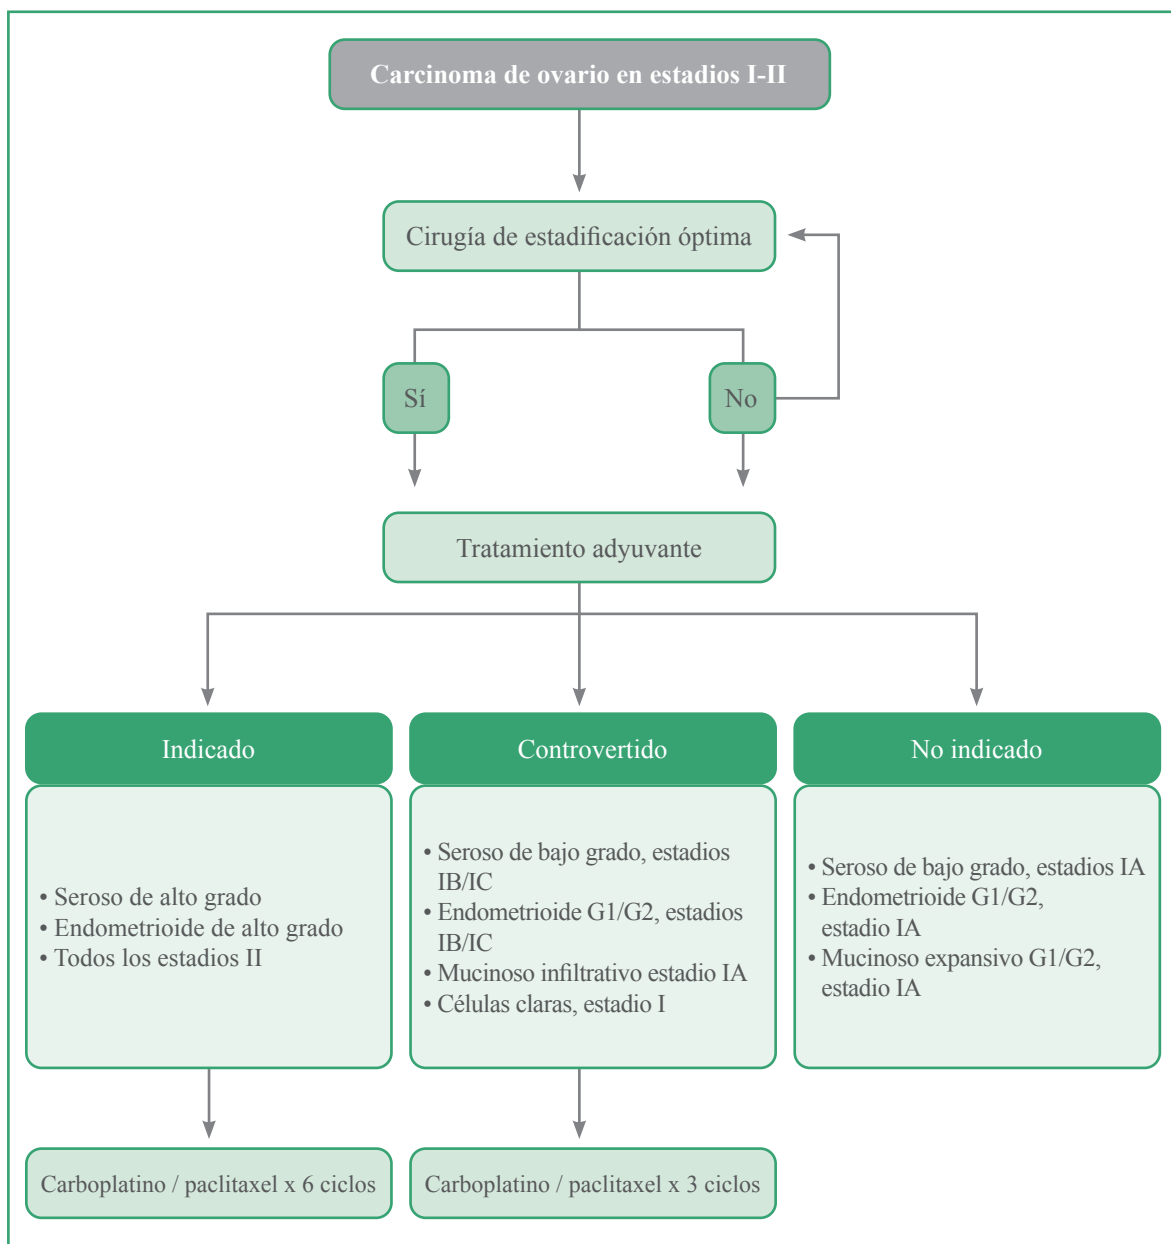 Carcinoma de ovario en estadios I-II
Cirugía de estadificación óptima
Sí
No
Tratamiento adyuvante
Indicado
• Seroso de alto grado
• Endometrioide de alto grado
• Todos los estadios II
Carboplatino / paclitaxel x 6 ciclos
Controvertido
• Seroso de bajo grado, estadios
IB/IC
• Endometrioide G1/G2, estadios
IB/IC
• Mucinoso infiltrativo estadio IA
• Células claras, estadio I
Carboplatino / paclitaxel x 3 ciclos
No indicado
• Seroso de bajo grado, estadios IA
• Endometrioide G1/G2,
estadio IA
• Mucinoso expansivo G1/G2,
estadio IA